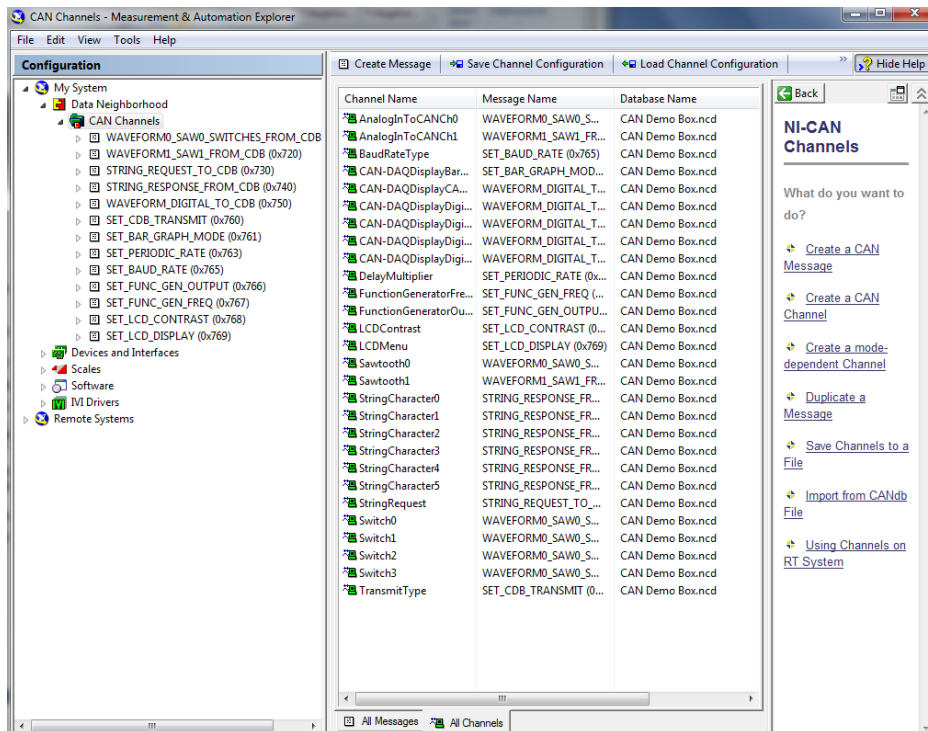 CAN Channels - Measurement & Automation Explorer
File Edit View Tools Help
Configuration
My System
Data Neighborhood
CAN Channels
WAVEFORM0_SAW0_SWITCHES_FROM_CDB
WAVEFORM1_SAW1_FROM_CDB (0x720)
STRING_REQUEST_TO_CDB (0x730)
STRING_RESPONSE_FROM_CDB (0x740)
WAVEFORM_DIGITAL_TO_CDB (0x750)
SET_CDB_TRANSMIT (0x760)
SET_BAR_GRAPH_MODE (0x761)
SET_PERIODIC_RATE (0x763)
SET_BAUD_RATE (0x765)
SET_FUNC_GEN_OUTPUT (0x766)
SET_FUNC_GEN_FREQ (0x767)
SET_LCD_CONTRAST (0x768)
SET_LCD_DISPLAY (0x769)
Devices and Interfaces
Scales
Software
IVI Drivers
Remote Systems
Create Message Save Channel Configuration Load Channel Configuration » Hide Help
Channel Name Message Name Database Name
AnalogInToCANCh0 WAVEFORM0_SAW0_S... CAN Demo Box.ncd
AnalogInToCANCh1 WAVEFORM1_SAW1_FR... CAN Demo Box.ncd
BaudRateType SET_BAUD_RATE (0x765) CAN Demo Box.ncd
CAN-DAQDisplayBar... SET_BAR_GRAPH_MOD... CAN Demo Box.ncd
CAN-DAQDisplayCA... WAVEFORM_DIGITAL_T... CAN Demo Box.ncd
CAN-DAQDisplayDigi... WAVEFORM_DIGITAL_T... CAN Demo Box.ncd
CAN-DAQDisplayDigi... WAVEFORM_DIGITAL_T... CAN Demo Box.ncd
CAN-DAQDisplayDigi... WAVEFORM_DIGITAL_T... CAN Demo Box.ncd
CAN-DAQDisplayDigi... WAVEFORM_DIGITAL_T... CAN Demo Box.ncd
DelayMultiplier SET_PERIODIC_RATE (0x... CAN Demo Box.ncd
FunctionGeneratorFre... SET_FUNC_GEN_FREQ (... CAN Demo Box.ncd
FunctionGeneratorOu... SET_FUNC_GEN_OUTPU... CAN Demo Box.ncd
LCDContrast SET_LCD_CONTRAST (0... CAN Demo Box.ncd
LCDMenu SET_LCD_DISPLAY (0x769) CAN Demo Box.ncd
Sawtooth0 WAVEFORM0_SAW0_S... CAN Demo Box.ncd
Sawtooth1 WAVEFORM1_SAW1_FR... CAN Demo Box.ncd
StringCharacter0 STRING_RESPONSE_FR... CAN Demo Box.ncd
StringCharacter1 STRING_RESPONSE_FR... CAN Demo Box.ncd
StringCharacter2 STRING_RESPONSE_FR... CAN Demo Box.ncd
StringCharacter3 STRING_RESPONSE_FR... CAN Demo Box.ncd
StringCharacter4 STRING_RESPONSE_FR... CAN Demo Box.ncd
StringCharacter5 STRING_RESPONSE_FR... CAN Demo Box.ncd
StringRequest STRING_REQUEST_TO_... CAN Demo Box.ncd
Switch0 WAVEFORM0_SAW0_S... CAN Demo Box.ncd
Switch1 WAVEFORM0_SAW0_S... CAN Demo Box.ncd
Switch2 WAVEFORM0_SAW0_S... CAN Demo Box.ncd
Switch3 WAVEFORM0_SAW0_S... CAN Demo Box.ncd
TransmitType SET_CDB_TRANSMIT (0... CAN Demo Box.ncd
All Messages All Channels
Back
NI-CAN
Channels
What do you want to
do?
Create a CAN
Message
Create a CAN
Channel
Create a mode-
dependent Channel
Duplicate a
Message
Save Channels to a
File
Import from CANdb
File
Using Channels on
RT System